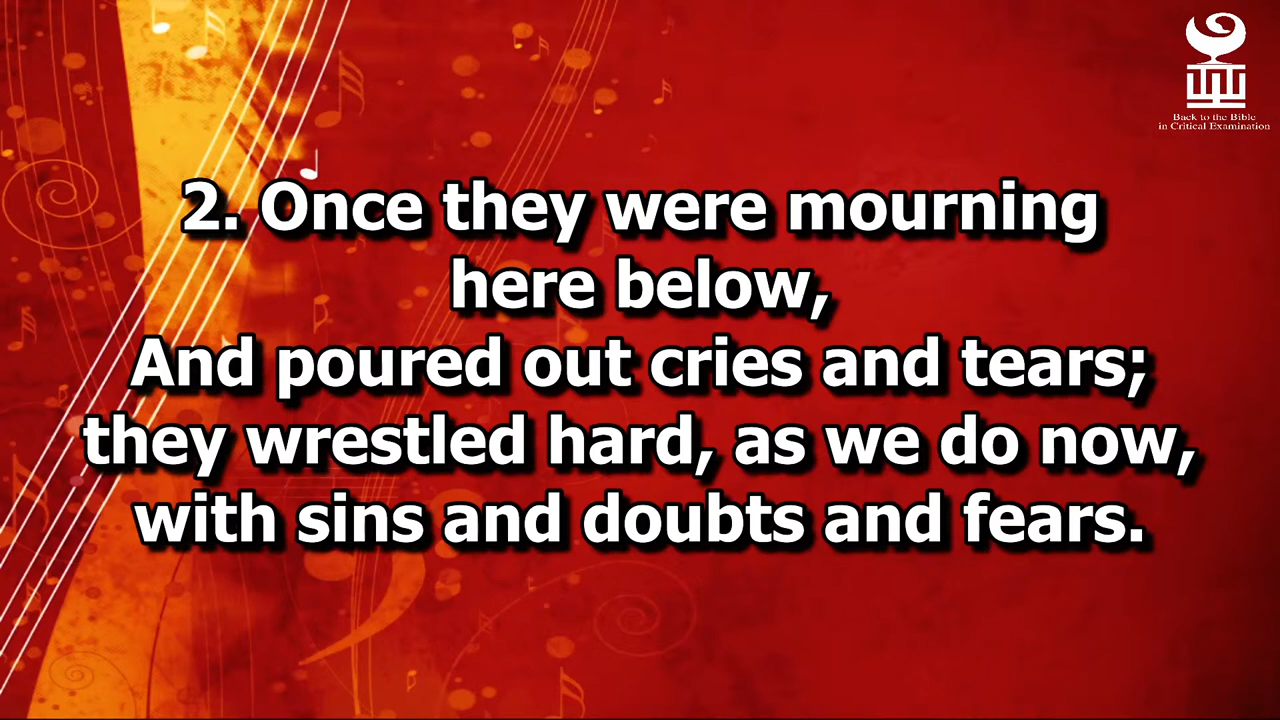 Back to the Bible
in Critical Examination
2. Once they were mourning
here below,
And poured out cries and tears;
they wrestled hard, as we do now,
with sins and doubts and fears.